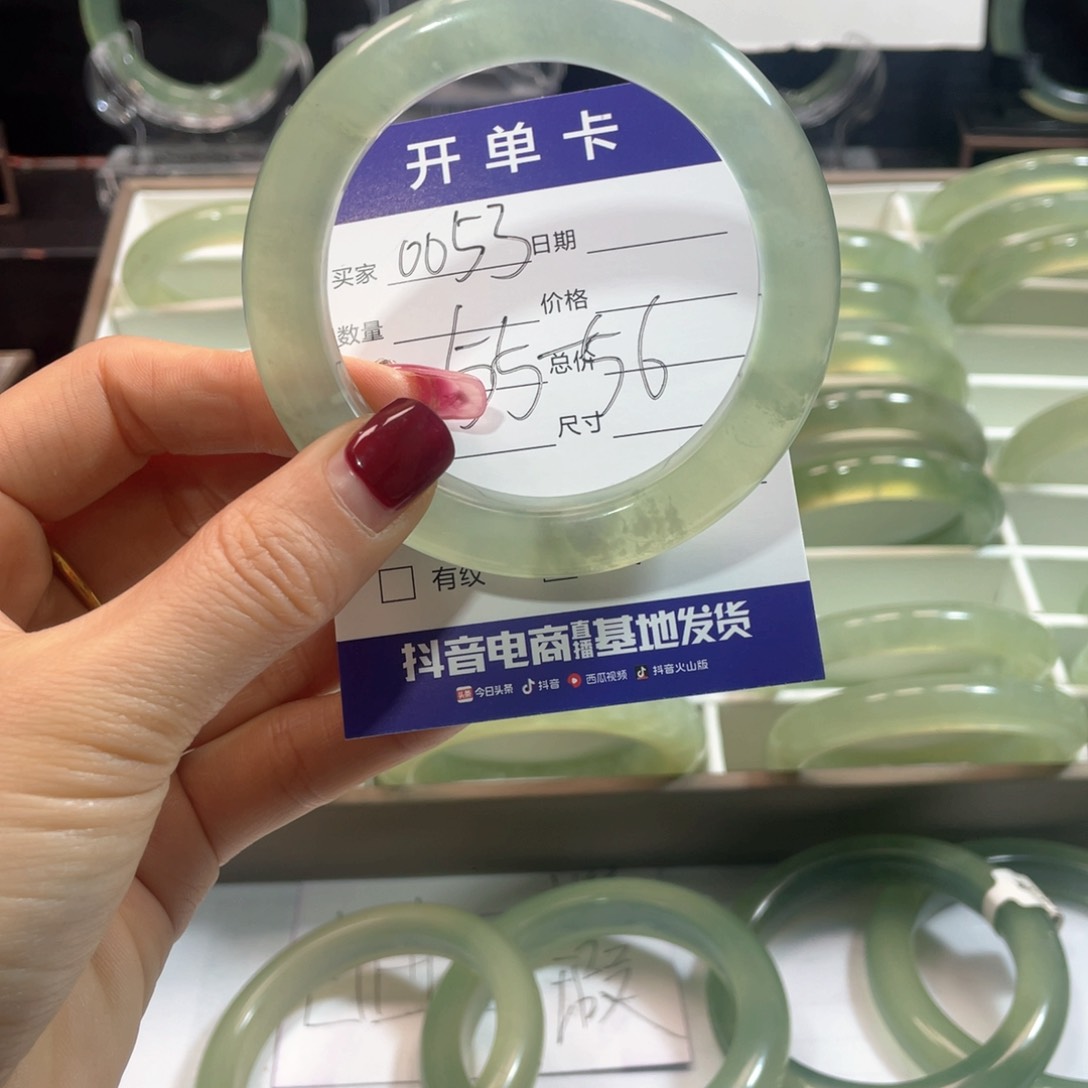 开单卡
买家 0053 日期
数量 价格
55-56 总价
尺寸
有纹
抖音电商直播基地发货
今日头条 抖音 西瓜视频 抖音火山版